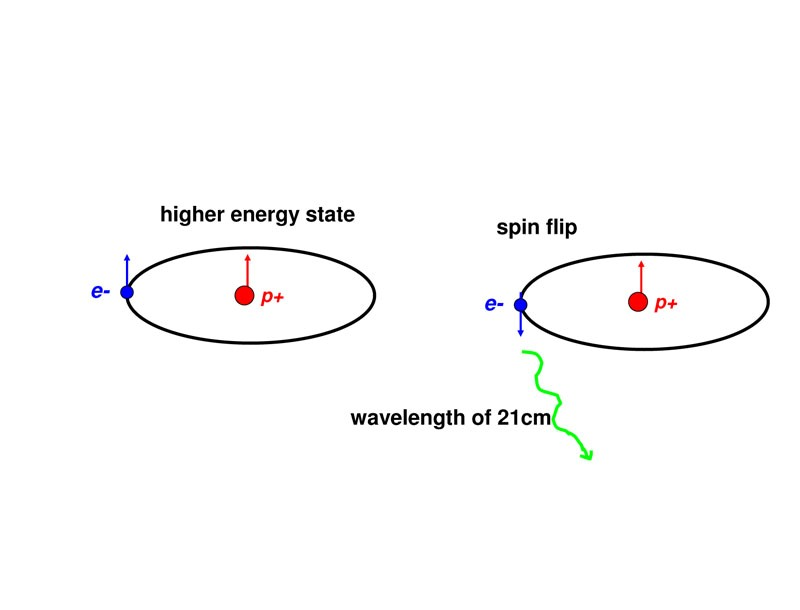 higher energy state
e-
p+
spin flip
e-
p+
wavelength of 21cm